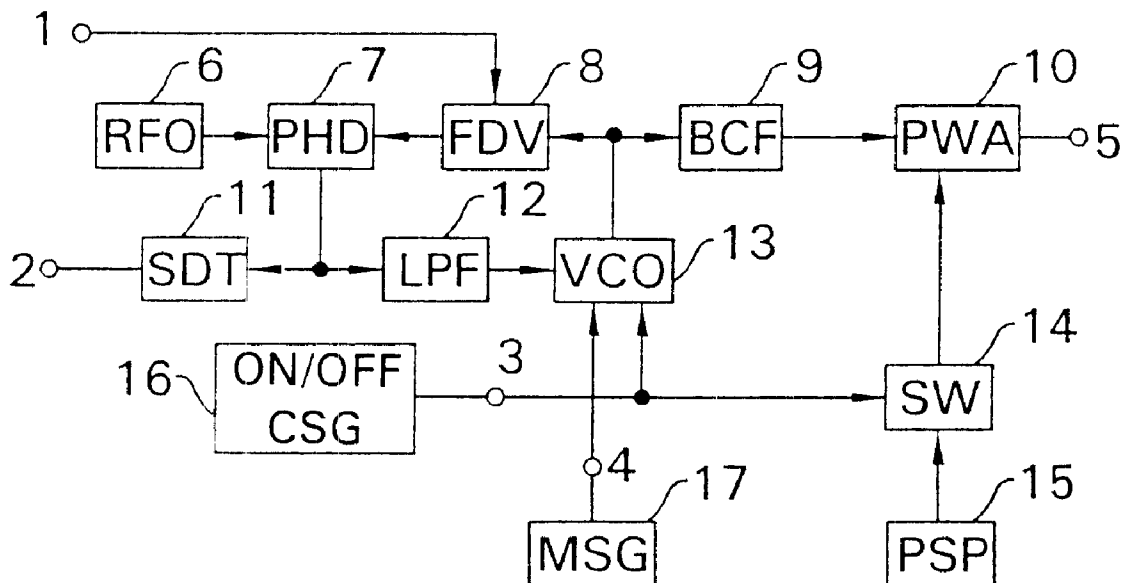 1
6
7
8
9
10
RFO
PHD
FDV
BCF
PWA
5
11
12
13
2
SDT
LPF
VCO
14
3
16
ON/OFF
CSG
SW
4
17
15
MSG
PSP